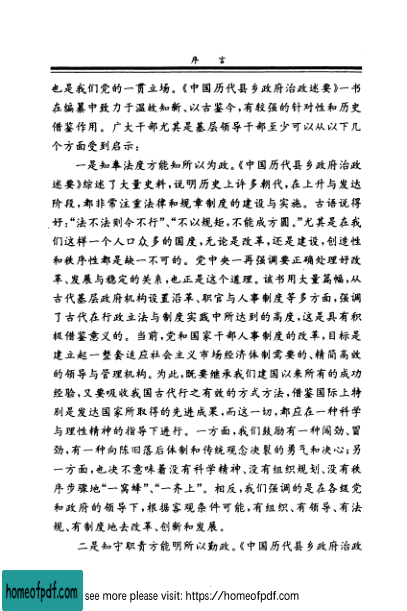 序 言
也是我们党的一贯立场。《中国历代县乡政府治政述要》一书
在编纂中致力于温故知新、以古鉴今,有较强的针对性和历史
借鉴作用。广大干部尤其是基层领导干部至少可以从以下几
个方面受到启示:
一是知奉法度方能知所以为政。《中国历代县乡政府治政
述要》综述了大量史料,说明历史上许多朝代,在上升与发达
阶段,都非常注重法律和规章制度的建设与实施。古语说得
好:“法不法则令不行”、“不以规矩,不能成方圆。”尤其是在我
们这样一个人口众多的国度,无论是改革,还是建设,创造性
和秩序性都是缺一不可的。党中央一再强调要正确处理好改
革、发展与稳定的关系,也正是这个道理。该书用大量篇幅,从
古代基层政府机构设置沿革、职官与人事制度等多方面,强调
了古代在行政立法与制度实践中所达到的高度,这是具有积
极借鉴意义的。当前,党和国家干部人事制度的改革,目标是
建立起一整套适应社会主义市场经济体制需要的、精简高效
的领导与管理机构。为此,既要继承我们建国以来所有的成功
经验,又要吸收我国古代行之有效的方式方法,借鉴国际上特
别是发达国家所取得的先进成果,而这一切,都应在一种科学
与理性精神的指导下进行。一方面,我们鼓励有一种闯劲、冒
劲,有一种向陈旧落后体制和传统观念决裂的勇气和决心;另
一方面,也决不意味着没有科学精神、没有组织规划、没有秩
序步骤地“一窝蜂”、“一齐上”。相反,我们强调的是在各级党
和政府的领导下,根据客观条件可能,有组织、有领导、有法
规、有制度地去改革、创新和发展。
二是知守职责方能明所以勤政。《中国历代县乡政府治政
homeofpdf.com
see more please visit: https://homeofpdf.com